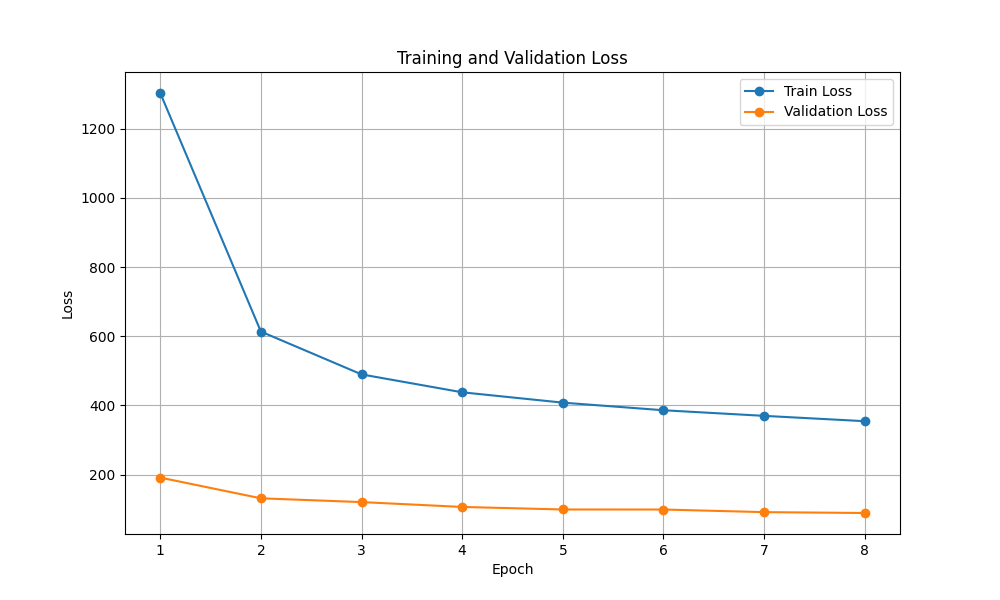 Training and Validation Loss
Train Loss
Validation Loss
1200
1000
800
600
400
200
Loss
1 2 3 4 5 6 7 8
Epoch